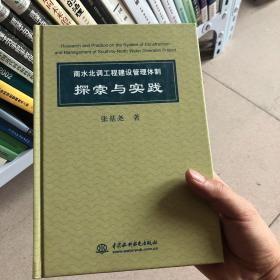 Research and Practice on the System of Construction
and Management of South-to-North Water Diversion Project
南水北调工程建设管理体制
探索与实践
张基尧 著
中国水利水电出版社